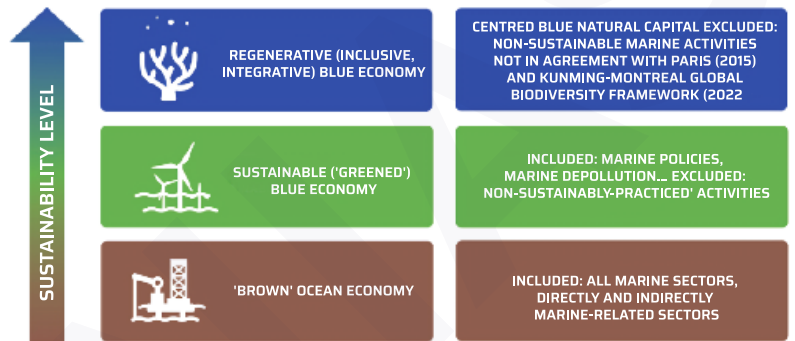 SUSTAINABILITY LEVEL
REGENERATIVE (INCLUSIVE,
INTEGRATIVE) BLUE ECONOMY
CENTRED BLUE NATURAL CAPITAL EXCLUDED:
NON-SUSTAINABLE MARINE ACTIVITIES
NOT IN AGREEMENT WITH PARIS (2015)
AND KUNMING-MONTREAL GLOBAL
BIODIVERSITY FRAMEWORK (2022
SUSTAINABLE ('GREENED')
BLUE ECONOMY
INCLUDED: MARINE POLICIES,
MARINE DEPOLLUTION... EXCLUDED:
NON-SUSTAINABLY-PRACTICED' ACTIVITIES
'BROWN' OCEAN ECONOMY
INCLUDED: ALL MARINE SECTORS,
DIRECTLY AND INDIRECTLY
MARINE-RELATED SECTORS